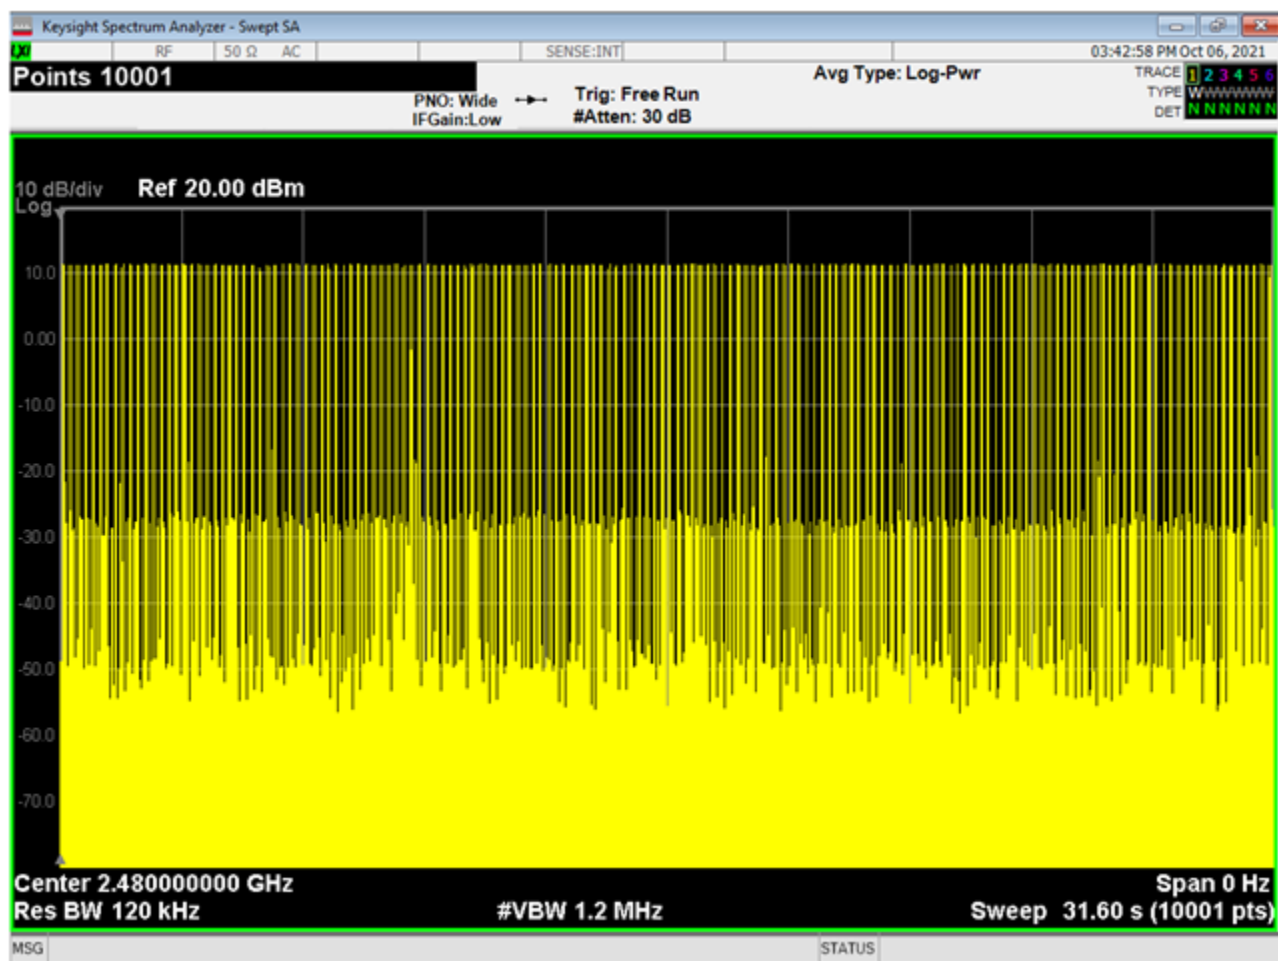 Keysight Spectrum Analyzer - Swept SA
LXI RF 50 Ω AC SENSE:INT 03:42:58 PM Oct 06, 2021
Points 10001 Avg Type: Log-Pwr TRACE 1 2 3 4 5 6
PNO: Wide Trig: Free Run TYPE WWWWWW
IFGain:Low #Atten: 30 dB DET N N N N N N
10 dB/div Ref 20.00 dBm
Log
10.0
0.00
-10.0
-20.0
-30.0
-40.0
-50.0
-60.0
-70.0
Center 2.480000000 GHz Span 0 Hz
Res BW 120 kHz #VBW 1.2 MHz Sweep 31.60 s (10001 pts)
MSG STATUS